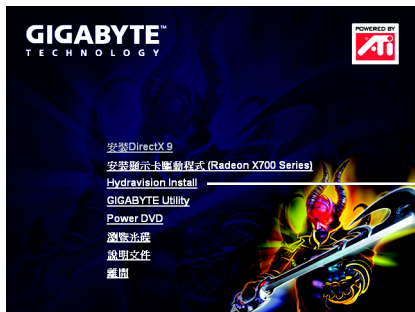 GIGABYTE™
TECHNOLOGY
POWERED BY
ATi
安裝DirectX 9
安裝顯示卡驅動程式 (Radeon X700 Series)
Hydravision Install
GIGABYTE Utility
Power DVD
瀏覽光碟
說明文件
離開